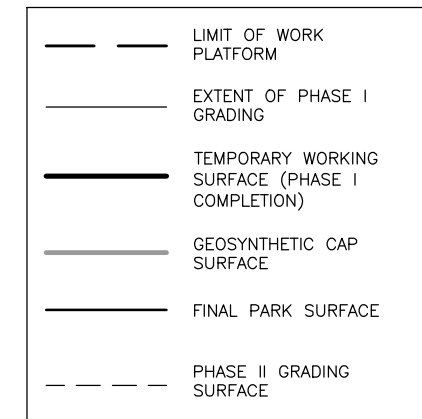 LIMIT OF WORK
PLATFORM
EXTENT OF PHASE I
GRADING
TEMPORARY WORKING
SURFACE (PHASE I
COMPLETION)
GEOSYNTHETIC CAP
SURFACE
FINAL PARK SURFACE
PHASE II GRADING
SURFACE